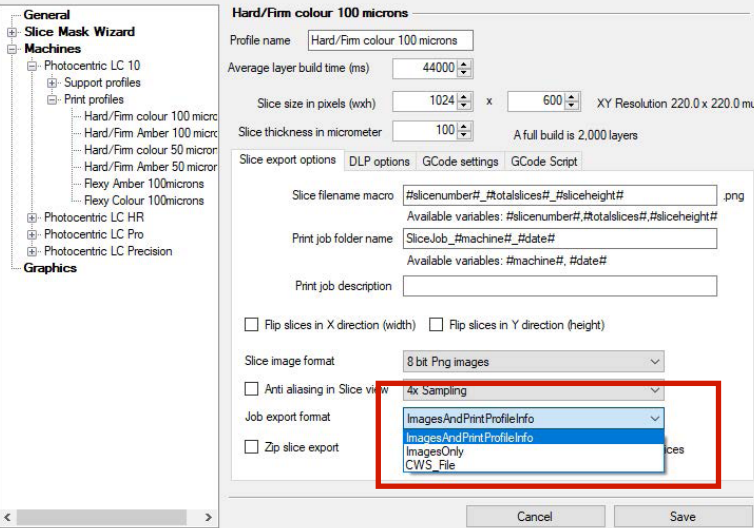 General
Slice Mask Wizard
Machines
Photocentric LC 10
Support profiles
Print profiles
Hard/Firm colour 100 micro
Hard/Firm Amber 100 micro
Hard/Firm colour 50 micron
Hard/Firm Amber 50 micror
Flexy Amber 100microns
Flexy Colour 100microns
Photocentric LC HR
Photocentric LC Pro
Photocentric LC Precision
Graphics
Hard/Firm colour 100 microns
Profile name Hard/Firm colour 100 microns
Average layer build time (ms) 44000
Slice size in pixels (wxh) 1024 x 600 XY Resolution 220.0 x 220.0 mu
Slice thickness in micrometer 100 A full build is 2,000 layers
Slice export options DLP options GCode settings GCode Script
Slice filename macro #slicenumber#_#totalslices#_#sliceheight# .png
Available variables: #slicenumber#,#totalslices#,#sliceheight#
Print job folder name SliceJob_#machine#_#date#
Available variables: #machine#, #date#
Print job description
Flip slices in X direction (width) Flip slices in Y direction (height)
Slice image format 8 bit Png images
Anti aliasing in Slice view 4x Sampling
Job export format ImagesAndPrintProfileInfo
ImagesAndPrintProfileInfo
Zip slice export ImagesOnly ices
CWS_File
Cancel Save